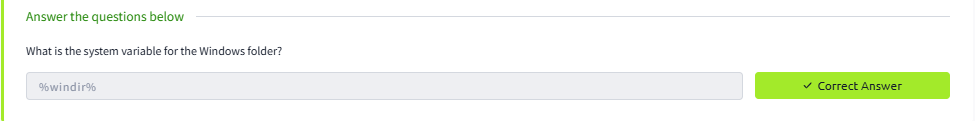 Answer the questions below
What is the system variable for the Windows folder?
%windir%
Correct Answer